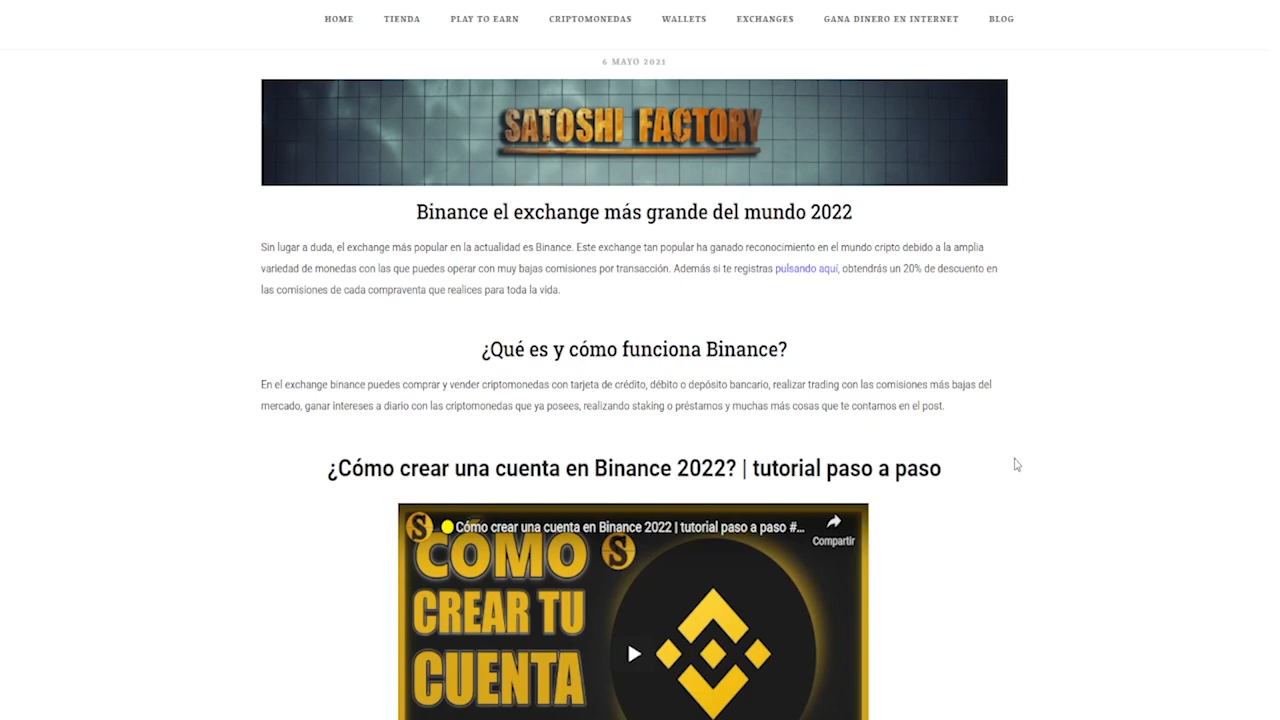 HOME TIENDA PLAY TO EARN CRIPTOMONEDAS WALLETS EXCHANGES GANA DINERO EN INTERNET BLOG
6 MAYO 2021
SATOSHI FACTORY
Binance el exchange más grande del mundo 2022
Sin lugar a duda, el exchange más popular en la actualidad es Binance. Este exchange tan popular ha ganado reconocimiento en el mundo cripto debido a la amplia
variedad de monedas con las que puedes operar con muy bajas comisiones por transacción. Además si te registras pulsando aquí, obtendrás un 20% de descuento en
las comisiones de cada compraventa que realices para toda la vida.
¿Qué es y cómo funciona Binance?
En el exchange binance puedes comprar y vender criptomonedas con tarjeta de crédito, débito o depósito bancario, realizar trading con las comisiones más bajas del
mercado, ganar intereses a diario con las criptomonedas que ya posees, realizando staking o préstamos y muchas más cosas que te contamos en el post.
¿Cómo crear una cuenta en Binance 2022? | tutorial paso a paso
S Cómo crear una cuenta en Binance 2022 | tutorial paso a paso #...
Compartir
CÓMO S
CREAR TU
CUENTA